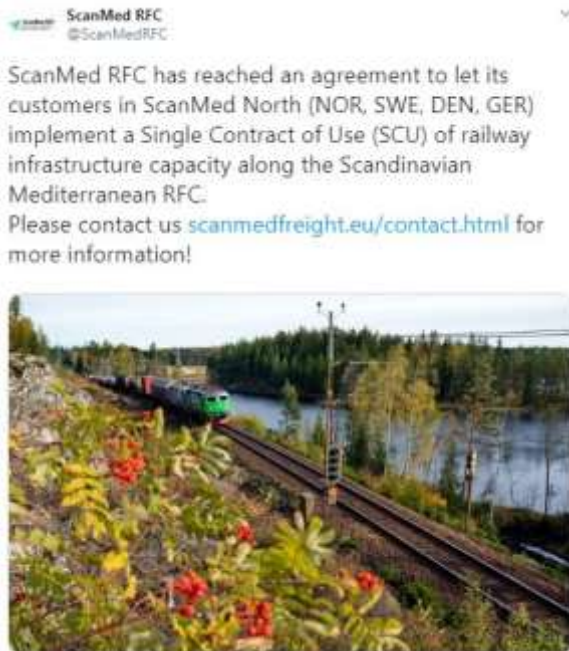 ScanMed RFC
@ScanMedRFC
ScanMed RFC has reached an agreement to let its
customers in ScanMed North (NOR, SWE, DEN, GER)
implement a Single Contract of Use (SCU) of railway
infrastructure capacity along the Scandinavian
Mediterranean RFC.
Please contact us scanmedfreight.eu/contact.html for
more information!